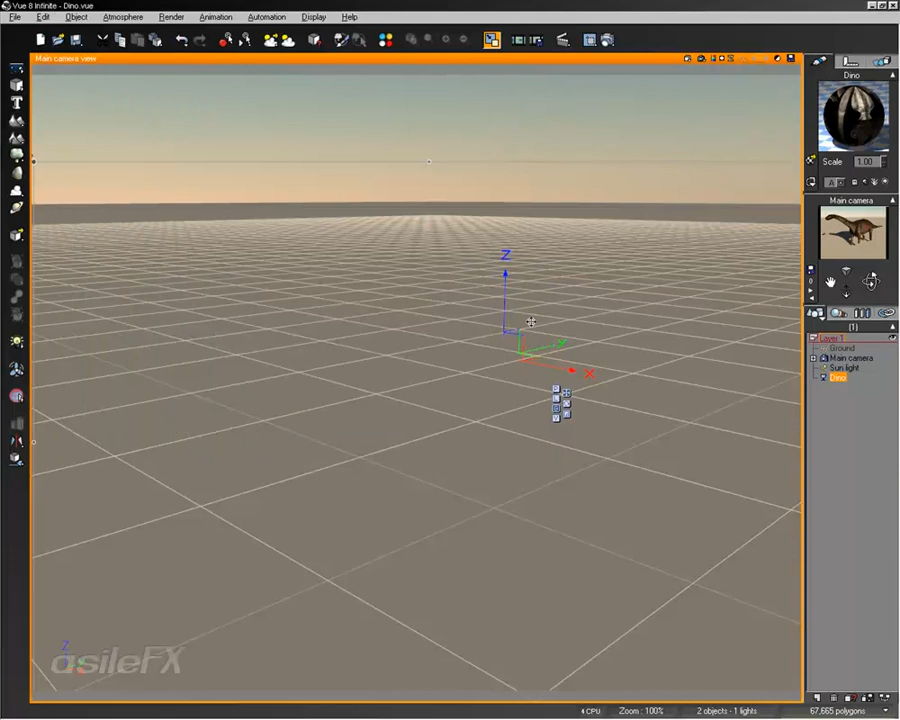 Vue 8 Infinite - Dino.vue
File Edit Object Atmosphere Render Animation Automation Display Help
Main camera view
Dino
Scale 1.00
Main camera
Z
Y
X
(1)
Layer 1
Ground
Main camera
Sun light
Dino
Z
asileFX
CPU Zoom : 100% 2 objects - 1 lights 67,665 polygons